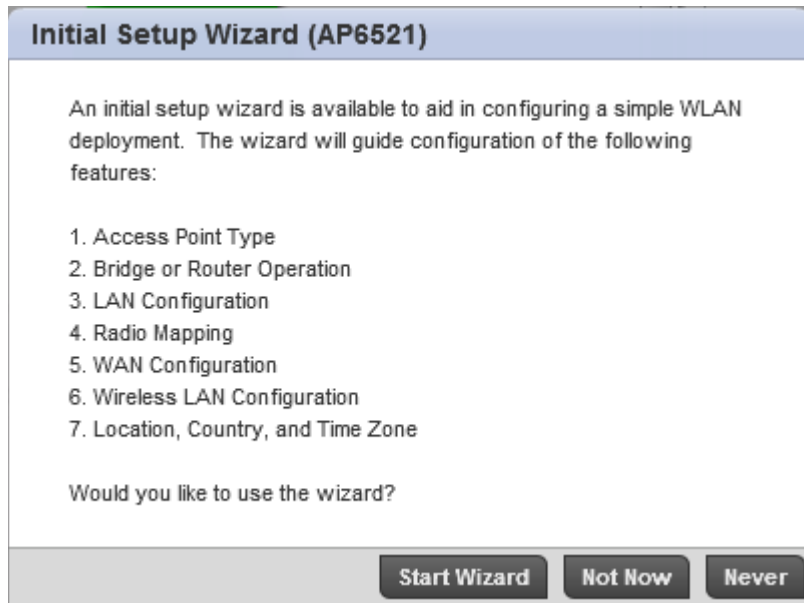 Initial Setup Wizard (AP6521)
An initial setup wizard is available to aid in configuring a simple WLAN
deployment. The wizard will guide configuration of the following
features:
1. Access Point Type
2. Bridge or Router Operation
3. LAN Configuration
4. Radio Mapping
5. WAN Configuration
6. Wireless LAN Configuration
7. Location, Country, and Time Zone
Would you like to use the wizard?
Start Wizard
Not Now
Never